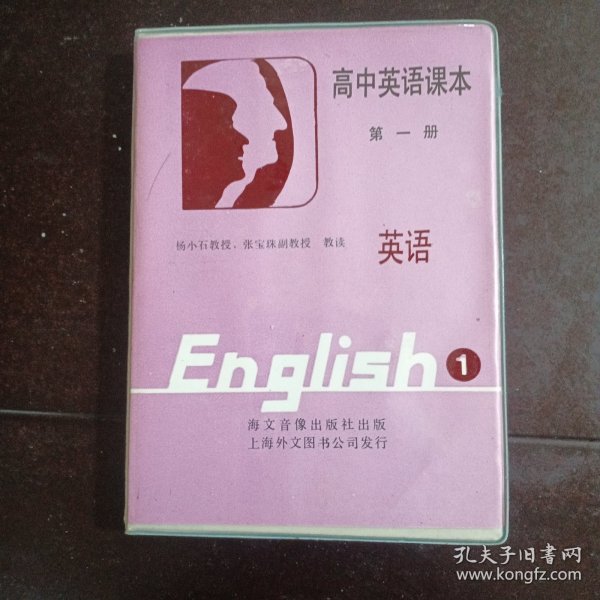 高中英语课本
第一册
杨小石教授、张宝珠副教授 教读
英语
English 1
海文音像出版社出版
上海外文图书公司发行
孔夫子旧书网
www.kongfz.com